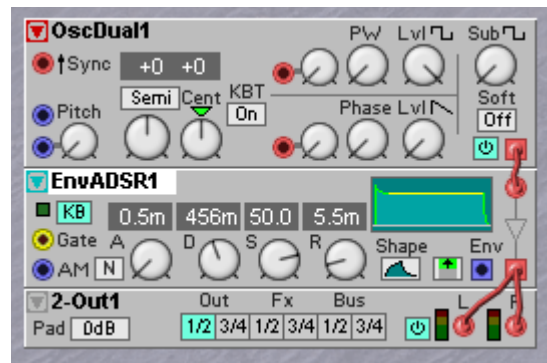 OscDual1 PW Lvl Sub
Sync +0 +0
Semi Cent KBT Soft
Pitch On Phase Lvl Off
EnvADSR1
KB 0.5m 456m 50.0 5.5m
Gate A D S R Shape Env
AM N
2-Out1 Out Fx Bus L R
Pad 0dB 1/2 3/4 1/2 3/4 1/2 3/4